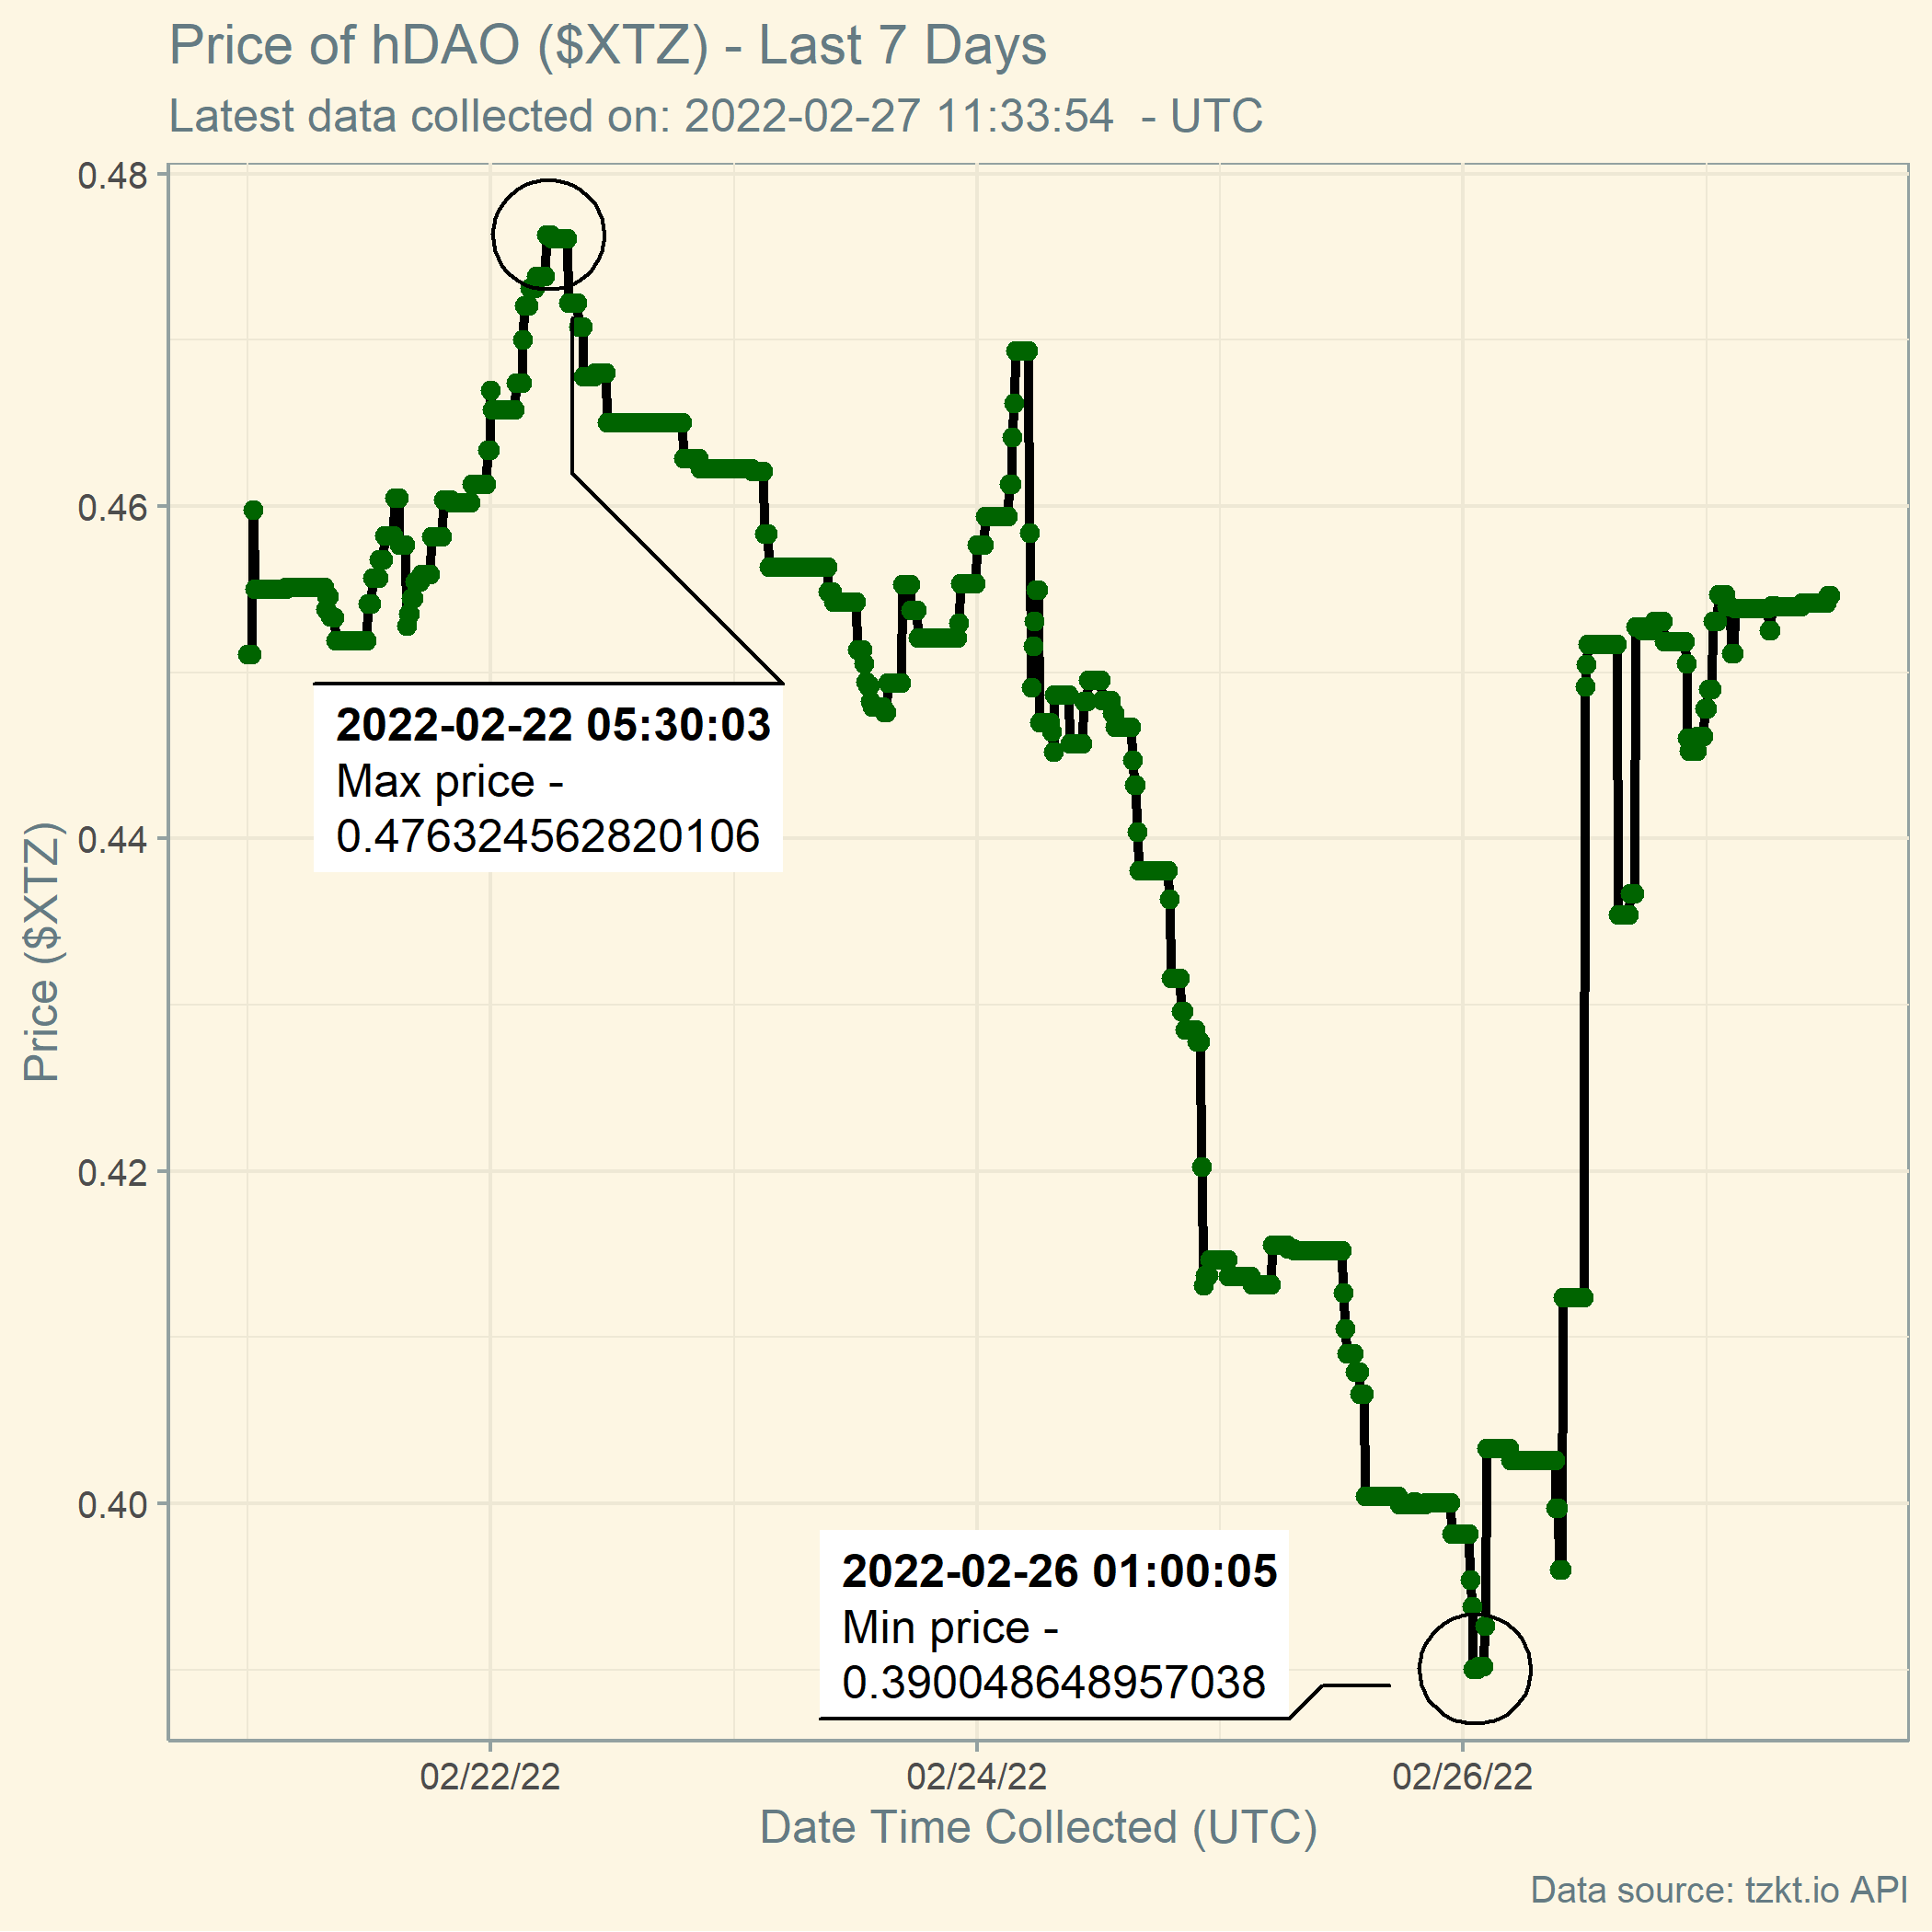 Price of hDAO ($XTZ) - Last 7 Days
Latest data collected on: 2022-02-27 11:33:54  - UTC
0.48
0.46
0.44
0.42
0.40
Price ($XTZ)
2022-02-22 05:30:03
Max price -
0.476324562820106
2022-02-26 01:00:05
Min price -
0.390048648957038
02/22/22
02/24/22
02/26/22
Date Time Collected (UTC)
Data source: tzkt.io API